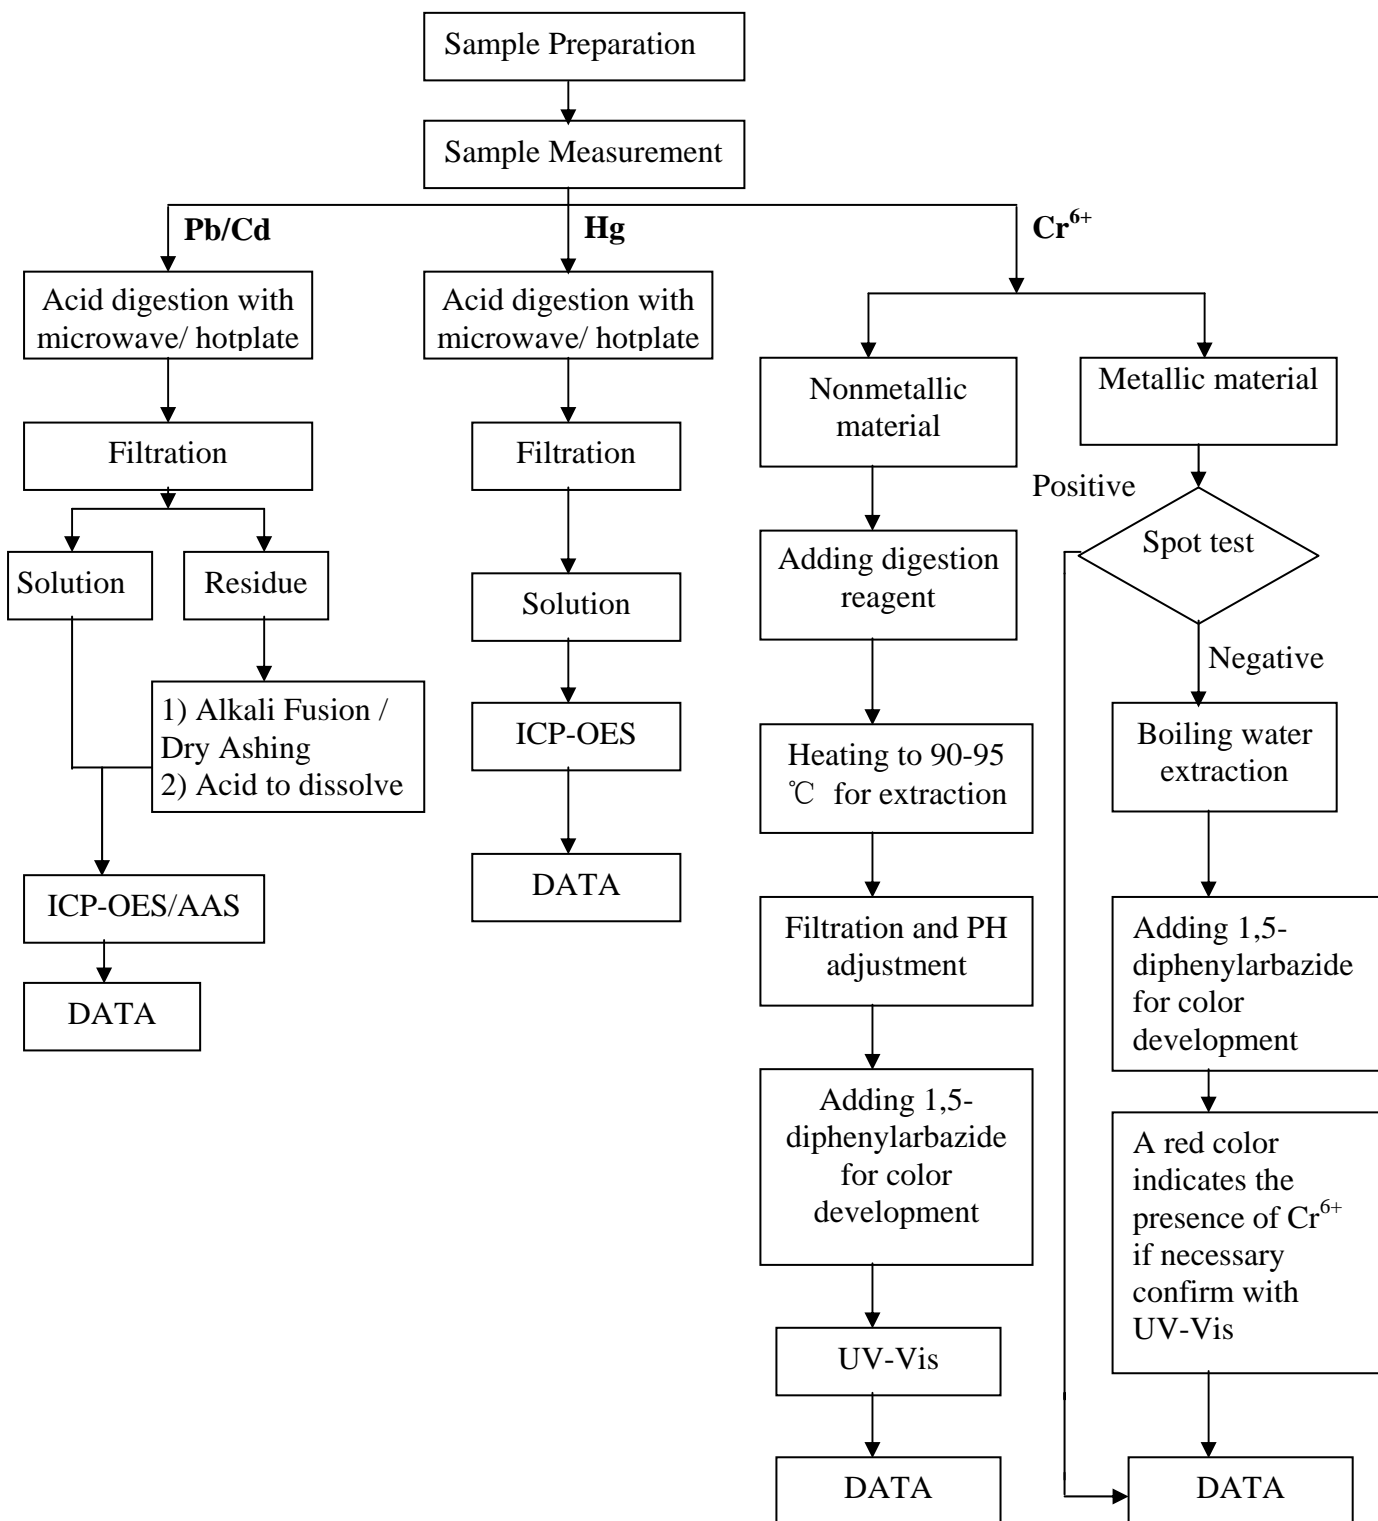 Sample Preparation
Sample Measurement
Pb/Cd
Hg
Cr⁶⁺
Acid digestion with
microwave/ hotplate
Filtration
Solution
Residue
1) Alkali Fusion /
Dry Ashing
2) Acid to dissolve
ICP-OES/AAS
DATA
Acid digestion with
microwave/ hotplate
Filtration
Solution
ICP-OES
DATA
Nonmetallic
material
Adding digestion
reagent
Heating to 90-95
℃ for extraction
Filtration and PH
adjustment
Adding 1,5-
diphenylarbazide
for color
development
UV-Vis
DATA
Metallic material
Positive
Spot test
Negative
Boiling water
extraction
Adding 1,5-
diphenylarbazide
for color
development
A red color
indicates the
presence of Cr⁶⁺
if necessary
confirm with
UV-Vis
DATA